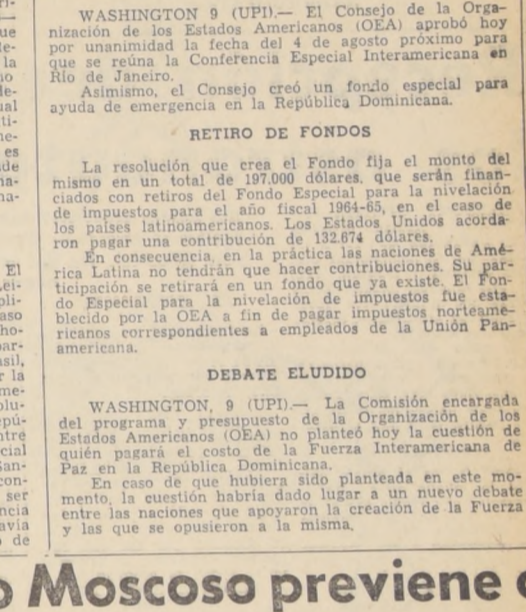 WASHINGTON 9 (UPI).— El Consejo de la Orga-
nización de los Estados Americanos (OEA) aprobó hoy
por unanimidad la fecha del 4 de agosto próximo para
que se reúna la Conferencia Especial Interamericana en
Río de Janeiro.
Asimismo, el Consejo creó un fondo especial para
ayuda de emergencia en la República Dominicana.
RETIRO DE FONDOS
La resolución que crea el Fondo fija el monto del
mismo en un total de 197.000 dólares, que serán finan-
ciados con retiros del Fondo Especial para la nivelación
de impuestos para el año fiscal 1964-65, en el caso de
los países latinoamericanos. Los Estados Unidos acorda-
ron pagar una contribución de 132.674 dólares.
En consecuencia, en la práctica las naciones de Amé-
rica Latina no tendrán que hacer contribuciones. Su par-
ticipación se retirará en un fondo que ya existe. El Fon-
do Especial para la nivelación de impuestos fue esta-
blecido por la OEA a fin de pagar impuestos norteame-
ricanos correspondientes a empleados de la Unión Pan-
americana.
DEBATE ELUDIDO
WASHINGTON, 9 (UPI).— La Comisión encargada
del programa y presupuesto de la Organización de los
Estados Americanos (OEA) no planteó hoy la cuestión de
quién pagará el costo de la Fuerza Interamericana de
Paz en la República Dominicana.
En caso de que hubiera sido planteada en este mo-
mento, la cuestión habría dado lugar a un nuevo debate
entre las naciones que apoyaron la creación de la Fuerza
y las que se opusieron a la misma.
o Moscoso previene